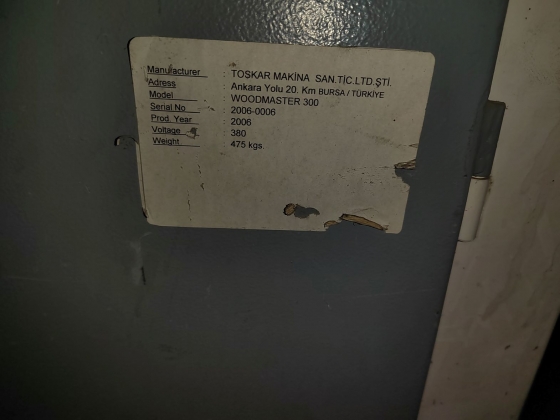 Manufacturer : TOŞKAR MAKİNA SAN.TİC.LTD.ŞTİ.
Adress : Ankara Yolu 20. Km BURSA / TÜRKİYE
Model : WOODMASTER 300
Serial No : 2006-0006
Prod. Year : 2006
Voltage : 380
Weight : 475 kgs.